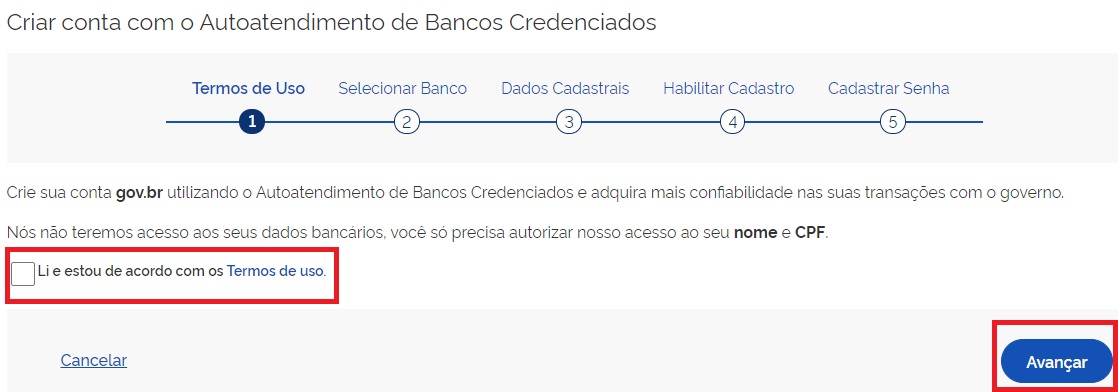 Criar conta com o Autoatendimento de Bancos Credenciados
Termos de Uso Selecionar Banco Dados Cadastrais Habilitar Cadastro Cadastrar Senha
1 2 3 4 5
Crie sua conta gov.br utilizando o Autoatendimento de Bancos Credenciados e adquira mais confiabilidade nas suas transações com o governo.
Nós não teremos acesso aos seus dados bancários, você só precisa autorizar nosso acesso ao seu nome e CPF.
Li e estou de acordo com os Termos de uso.
Cancelar Avançar